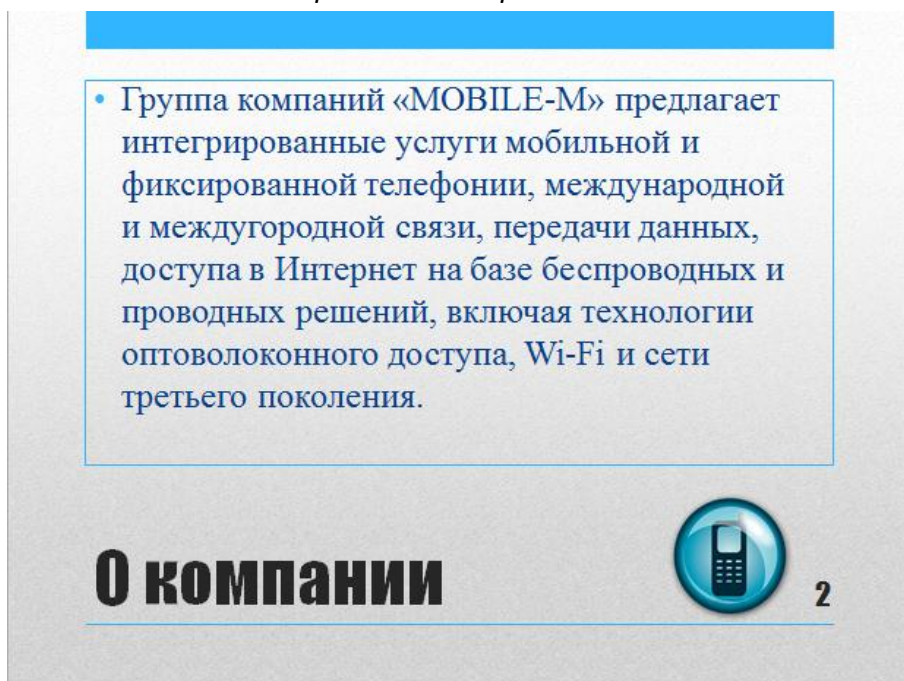 • Группа компаний «MOBILE-M» предлагает
интегрированные услуги мобильной и
фиксированной телефонии, международной
и междугородной связи, передачи данных,
доступа в Интернет на базе беспроводных и
проводных решений, включая технологии
оптоволоконного доступа, Wi-Fi и сети
третьего поколения.
О компании
2